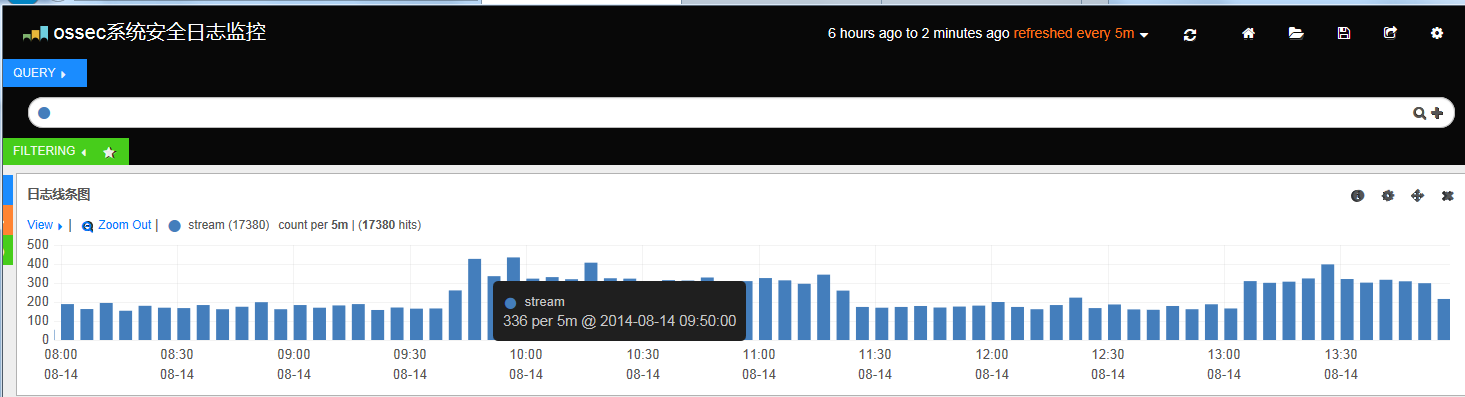 ossec系统安全日志监控
6 hours ago to 2 minutes ago refreshed every 5m
QUERY
FILTERING
日志线条图
View | Zoom Out | stream (17380) count per 5m | (17380 hits)
500
400
300
200
100
0
stream
336 per 5m @ 2014-08-14 09:50:00
08:00 08:30 09:00 09:30 10:00 10:30 11:00 11:30 12:00 12:30 13:00 13:30
08-14 08-14 08-14 08-14 08-14 08-14 08-14 08-14 08-14 08-14 08-14 08-14